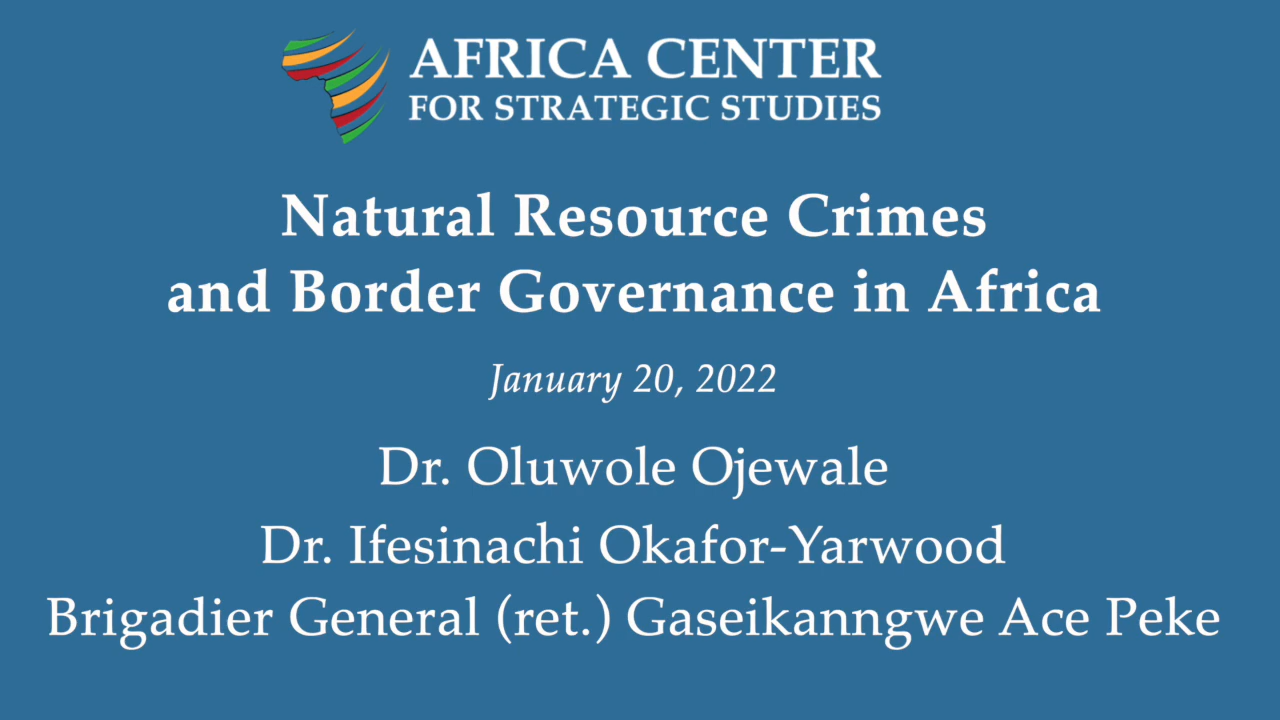 AFRICA CENTER
FOR STRATEGIC STUDIES
Natural Resource Crimes
and Border Governance in Africa
January 20, 2022
Dr. Oluwole Ojewale
Dr. Ifesinachi Okafor-Yarwood
Brigadier General (ret.) Gaseikanngwe Ace Peke